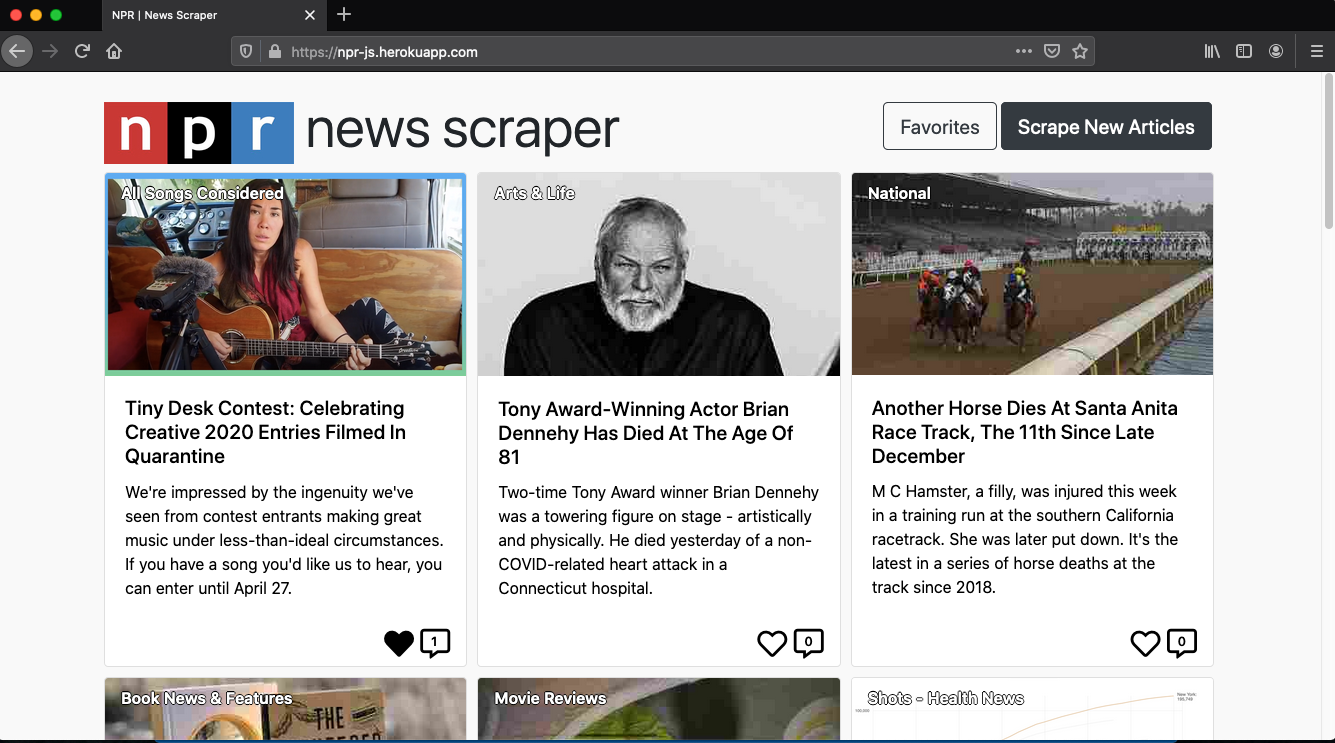 NPR | News Scraper
https://npr-js.herokuapp.com
npr news scraper
Favorites
Scrape New Articles
All Songs Considered
Tiny Desk Contest: Celebrating
Creative 2020 Entries Filmed In
Quarantine
We're impressed by the ingenuity we've
seen from contest entrants making great
music under less-than-ideal circumstances.
If you have a song you'd like us to hear, you
can enter until April 27.
1
Arts & Life
Tony Award-Winning Actor Brian
Dennehy Has Died At The Age Of
81
Two-time Tony Award winner Brian Dennehy
was a towering figure on stage - artistically
and physically. He died yesterday of a non-
COVID-related heart attack in a
Connecticut hospital.
0
National
Another Horse Dies At Santa Anita
Race Track, The 11th Since Late
December
M C Hamster, a filly, was injured this week
in a training run at the southern California
racetrack. She was later put down. It's the
latest in a series of horse deaths at the
track since 2018.
0
Book News & Features
THE
Movie Reviews
Shots - Health News
New York